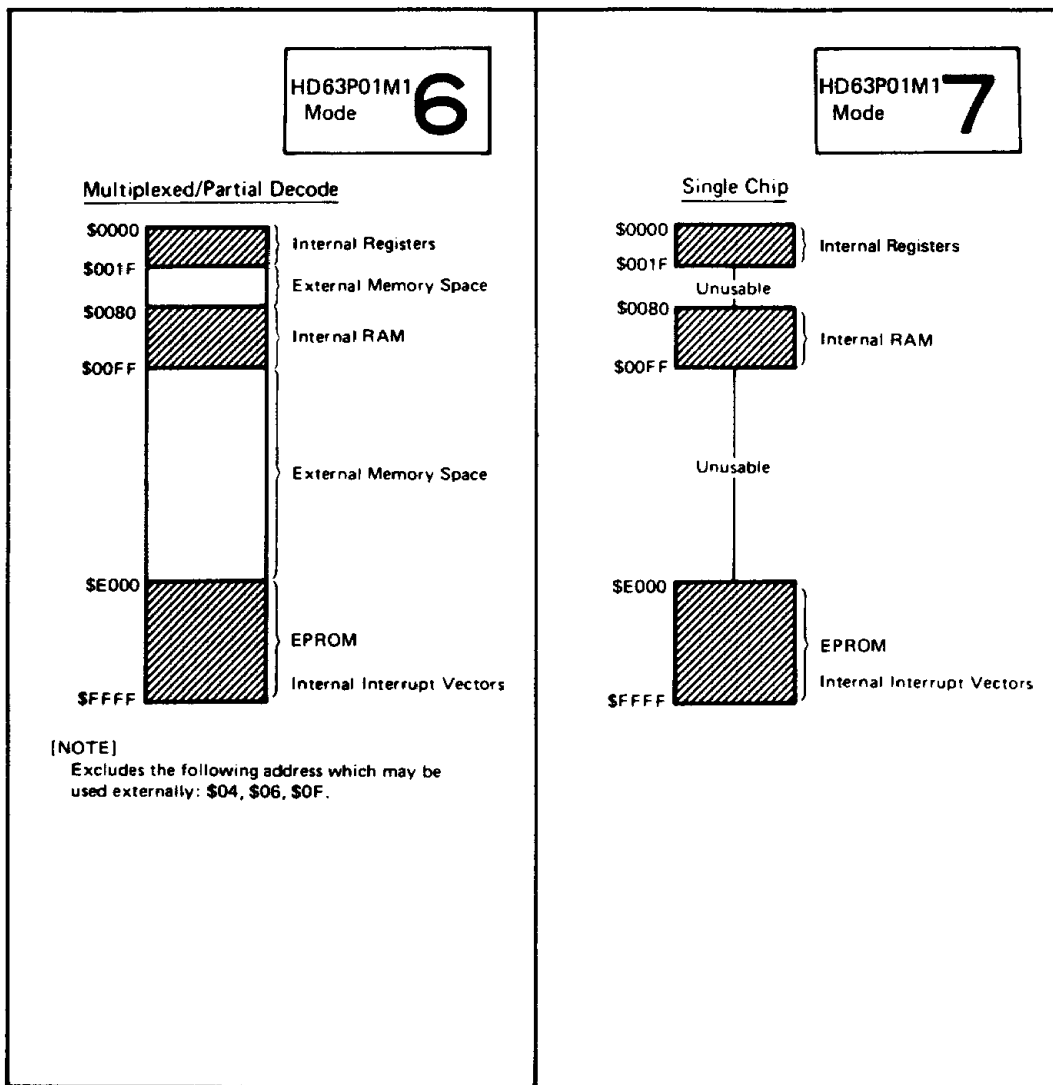 HD63P01M1
Mode 6
Multiplexed/Partial Decode
$0000
Internal Registers
$001F
External Memory Space
$0080
Internal RAM
$00FF
External Memory Space
$E000
EPROM
Internal Interrupt Vectors
$FFFF
[NOTE]
Excludes the following address which may be
used externally: $04, $06, $0F.
HD63P01M1
Mode 7
Single Chip
$0000
Internal Registers
$001F
Unusable
$0080
Internal RAM
$00FF
Unusable
$E000
EPROM
Internal Interrupt Vectors
$FFFF